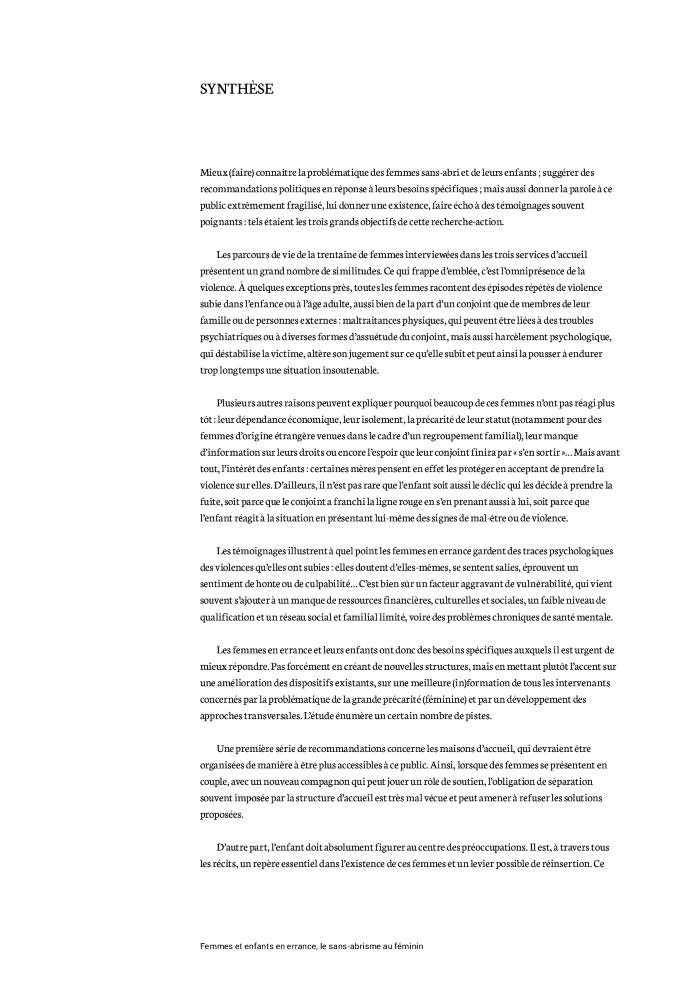 SYNTHÈSE
Mieux (faire) connaître la problématique des femmes sans-abri et de leurs enfants ; suggérer des
recommandations politiques en réponse à leurs besoins spécifiques ; mais aussi donner la parole à ce
public extrêmement fragilisé, lui donner une existence, faire écho à des témoignages souvent
poignants : tels étaient les trois grands objectifs de cette recherche-action.
Les parcours de vie de la trentaine de femmes interviewées dans les trois services d'accueil
présentent un grand nombre de similitudes. Ce qui frappe d'emblée, c'est l'omniprésence de la
violence. À quelques exceptions près, toutes les femmes racontent des épisodes répétés de violence
subie dans l'enfance ou à l'âge adulte, aussi bien de la part d'un conjoint que de membres de leur
famille ou de personnes externes : maltraitances physiques, qui peuvent être liées à des troubles
psychiatriques ou à diverses formes d'assuétude du conjoint, mais aussi harcèlement psychologique,
qui déstabilise la victime, altère son jugement sur ce qu'elle subit et peut ainsi la pousser à endurer
trop longtemps une situation insoutenable.
Plusieurs autres raisons peuvent expliquer pourquoi beaucoup de ces femmes n'ont pas réagi plus
tôt : leur dépendance économique, leur isolement, la précarité de leur statut (notamment pour des
femmes d'origine étrangère venues dans le cadre d'un regroupement familial), leur manque
d'information sur leurs droits ou encore l'espoir que leur conjoint finira par « s'en sortir »… Mais avant
tout, l'intérêt des enfants : certaines mères pensent en effet les protéger en acceptant de prendre la
violence sur elles. D'ailleurs, il n'est pas rare que l'enfant soit aussi le déclic qui les décide à prendre la
fuite, soit parce que le conjoint a franchi la ligne rouge en s'en prenant aussi à lui, soit parce que
l'enfant réagit à la situation en présentant lui-même des signes de mal-être ou de violence.
Les témoignages illustrent à quel point les femmes en errance gardent des traces psychologiques
des violences qu'elles ont subies : elles doutent d'elles-mêmes, se sentent salies, éprouvent un
sentiment de honte ou de culpabilité… C'est bien sûr un facteur aggravant de vulnérabilité, qui vient
souvent s'ajouter à un manque de ressources financières, culturelles et sociales, un faible niveau de
qualification et un réseau social et familial limité, voire des problèmes chroniques de santé mentale.
Les femmes en errance et leurs enfants ont donc des besoins spécifiques auxquels il est urgent de
mieux répondre. Pas forcément en créant de nouvelles structures, mais en mettant plutôt l'accent sur
une amélioration des dispositifs existants, sur une meilleure (in)formation de tous les intervenants
concernés par la problématique de la grande précarité (féminine) et par un développement des
approches transversales. L'étude énumère un certain nombre de pistes.
Une première série de recommandations concerne les maisons d'accueil, qui devraient être
organisées de manière à être plus accessibles à ce public. Ainsi, lorsque des femmes se présentent en
couple, avec un nouveau compagnon qui peut jouer un rôle de soutien, l'obligation de séparation
souvent imposée par la structure d'accueil est très mal vécue et peut amener à refuser les solutions
proposées.
D'autre part, l'enfant doit absolument figurer au centre des préoccupations. Il est, à travers tous
les récits, un repère essentiel dans l'existence de ces femmes et un levier possible de réinsertion. Ce
Femmes et enfants en errance, le sans-abrisme au féminin